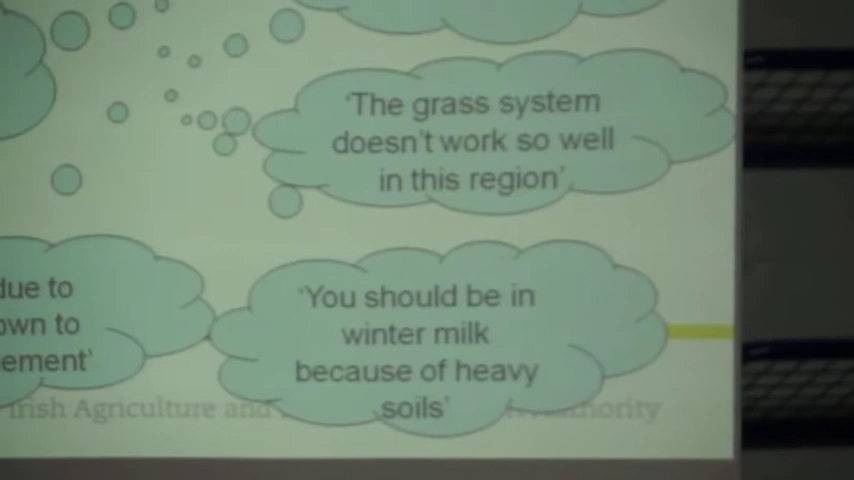 'The grass system
doesn't work so well
in this region'
due to
own to
ement'
'You should be in
winter milk
because of heavy
soils'
Irish Agriculture and